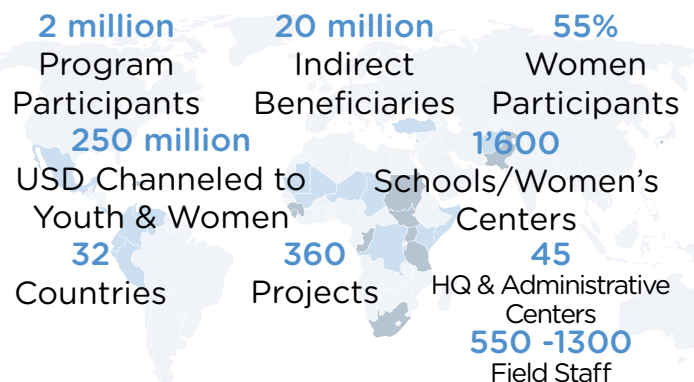 2 million
Program
Participants
20 million
Indirect
Beneficiaries
55%
Women
Participants
250 million
USD Channeled to
Youth & Women
1'600
Schools/Women's
Centers
32
Countries
360
Projects
45
HQ & Administrative
Centers
550 -1300
Field Staff